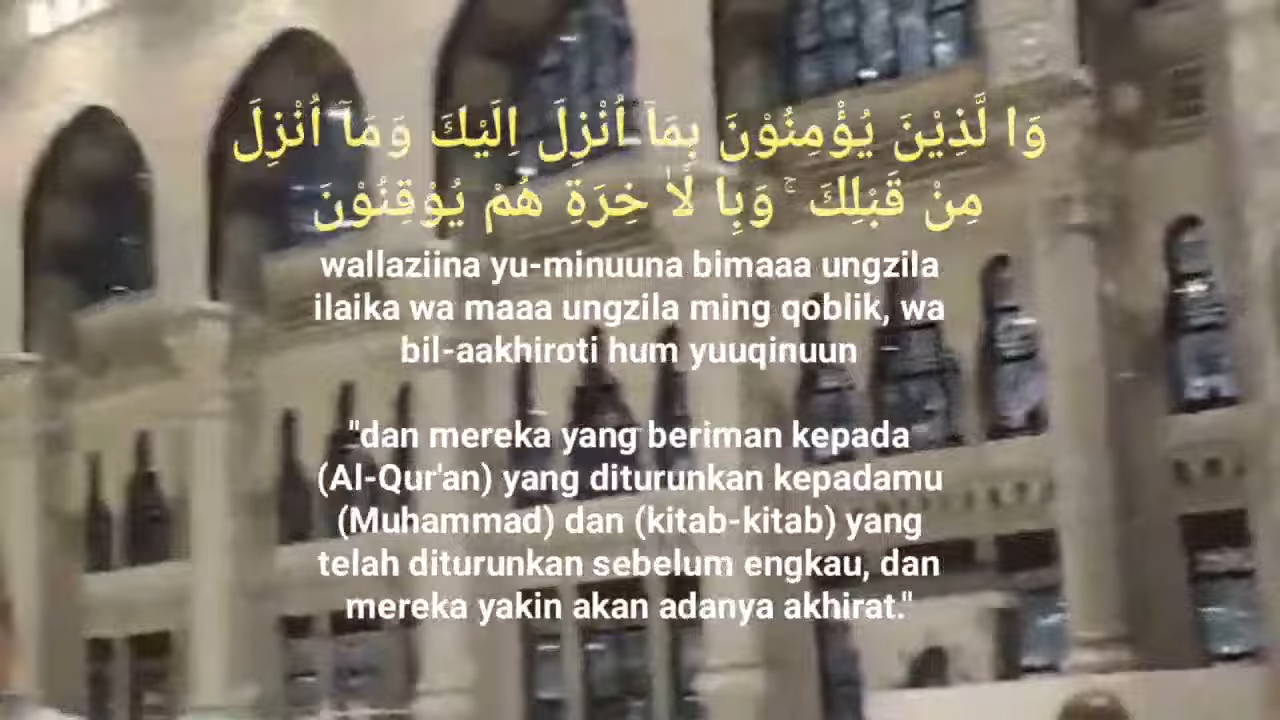 وَا لَّذِيْنَ يُؤْمِنُوْنَ بِمَاۤ اُنْزِلَ اِلَيْكَ وَمَاۤ اُنْزِلَ
مِنْ قَبْلِكَ ۚ وَبِا لْاٰ خِرَةِ هُمْ يُوْقِنُوْنَ
wallaziina yu-minuuna bimaaa ungzila
ilaika wa maaa ungzila ming qoblik, wa
bil-aakhiroti hum yuuqinuun
"dan mereka yang beriman kepada
(Al-Qur'an) yang diturunkan kepadamu
(Muhammad) dan (kitab-kitab) yang
telah diturunkan sebelum engkau, dan
mereka yakin akan adanya akhirat."